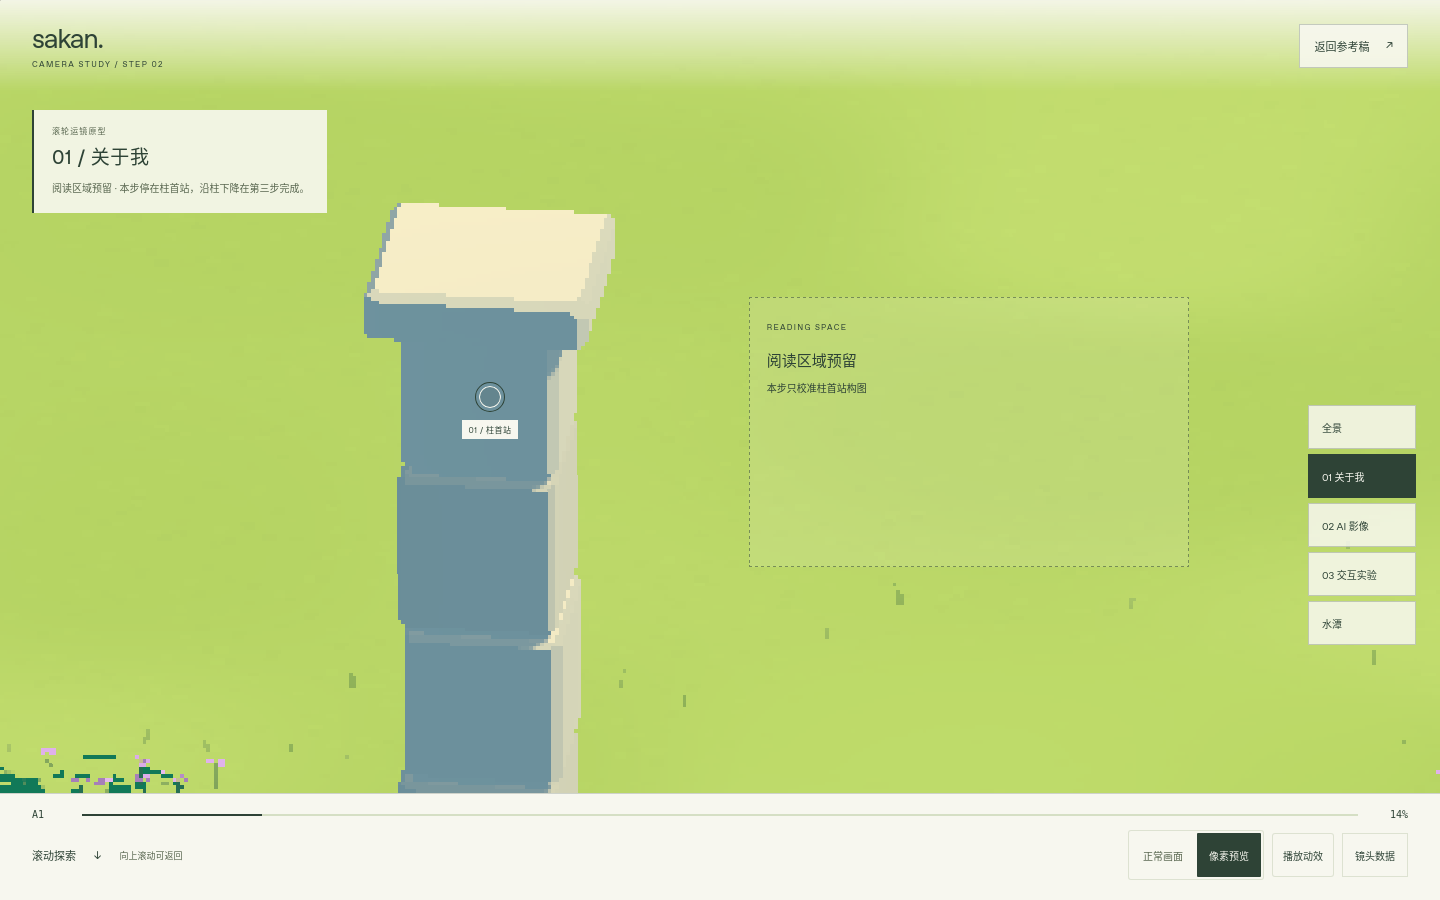 sakan.
CAMERA STUDY / STEP 02
返回参考稿 ↗
滚轮运镜原型
01 / 关于我
阅读区域预留 · 本步停在柱首站，沿柱下降在第三步完成。
01 / 柱首站
READING SPACE
阅读区域预留
本步只校准柱首站构图
全景
01 关于我
02 AI 影像
03 交互实验
水潭
A1
14%
滚动探索 ↓ 向上滚动可返回
正常画面 像素预览 播放动效 镜头数据